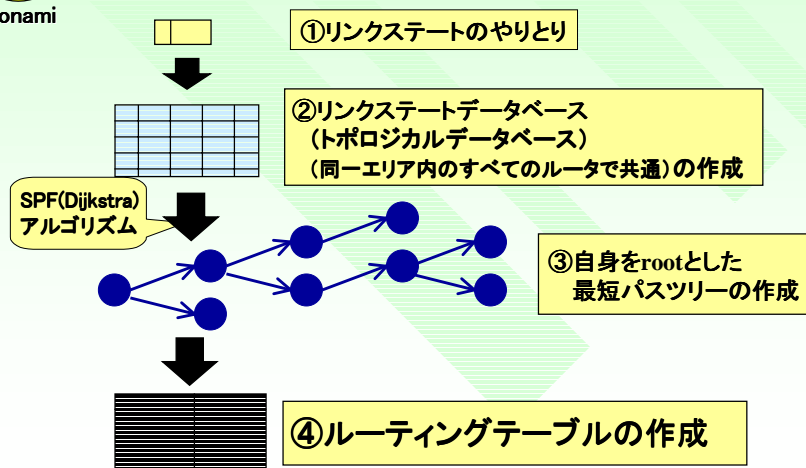 onami
①リンクステートのやりとり
②リンクステートデータベース
(トポロジカルデータベース)
(同一エリア内のすべてのルータで共通)の作成
SPF(Dijkstra)
アルゴリズム
③自身をrootとした
最短パスツリーの作成
④ルーティングテーブルの作成